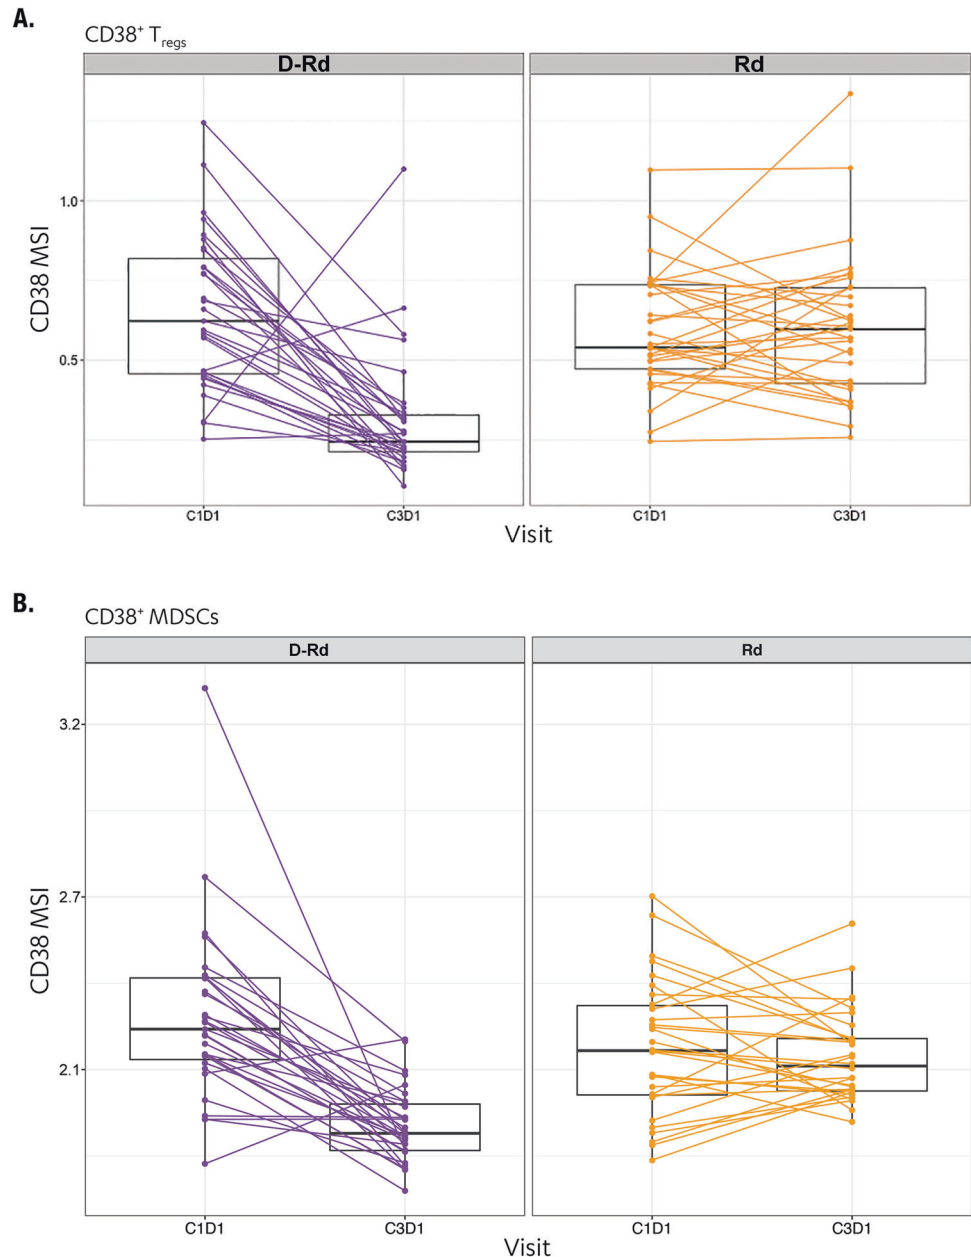 A.
CD38⁺ Tregs
D-Rd Rd
CD38 MSI
1.0
0.5
C1D1 C3D1 C1D1 C3D1
Visit
B.
CD38⁺ MDSCs
D-Rd Rd
CD38 MSI
3.2
2.7
2.1
C1D1 C3D1 C1D1 C3D1
Visit